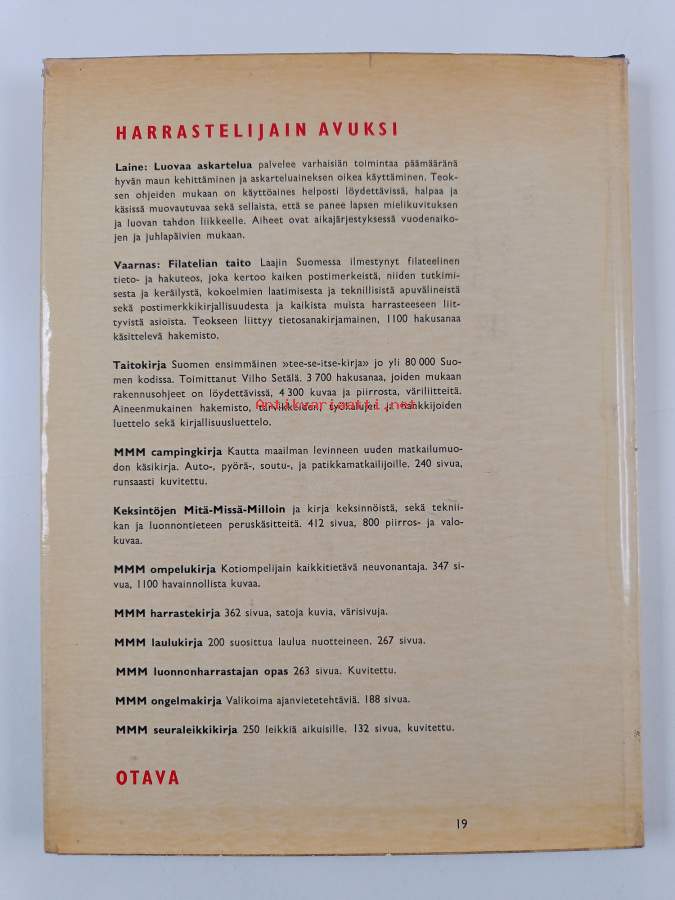 HARRASTELIJAIN AVUKSI
Laine: Luovaa askartelua palvelee varhaisiän toimintaa päämääränä
hyvän maun kehittäminen ja askarteluaineksen oikea käyttäminen. Teok-
sen ohjeiden mukaan on käyttöaines helposti löydettävissä, halpaa ja
käsissä muovautuvaa sekä sellaista, että se panee lapsen mielikuvituksen
ja luovan tahdon liikkeelle. Aiheet ovat aikajärjestyksessä vuodenaiko-
jen ja juhlapäivien mukaan.
Vaarnas: Filatelian taito Laajin Suomessa ilmestynyt filateelinen
tieto- ja hakuteos, joka kertoo kaiken postimerkeistä, niiden tutkimi-
sesta ja keräilystä, kokoelmien laatimisesta ja teknillisistä apuvälineistä
sekä postimerkkikirjallisuudesta ja kaikista muista harrasteeseen liit-
tyvistä asioista. Teokseen liittyy tietosanakirjamainen, 1100 hakusanaa
käsittelevä hakemisto.
Taitokirja Suomen ensimmäinen »tee-se-itse-kirja» jo yli 80 000 Suo-
men kodissa. Toimittanut Vilho Setälä. 3 700 hakusanaa, joiden mukaan
rakennusohjeet on löydettävissä, 4 300 kuvaa ja piirrosta, väriliitteitä.
Aineenmukainen hakemisto, tarvikkeiden, työkalujen ja hankkijoiden
luettelo sekä kirjallisuusluettelo.
Antikvariaatti.net
MMM campingkirja Kautta maailman levinneen uuden matkailumuo-
don käsikirja. Auto-, pyörä-, soutu-, ja patikkamatkailijoille. 240 sivua,
runsaasti kuvitettu.
Keksintöjen Mitä-Missä-Milloin ja kirja keksinnöistä, sekä teknii-
kan ja luonnontieteen peruskäsitteitä. 412 sivua, 800 piirros- ja valo-
kuvaa.
MMM ompelukirja Kotiompelijain kaikkitietävä neuvonantaja. 347 si-
vua, 1100 havainnollista kuvaa.
MMM harrastekirja 362 sivua, satoja kuvia, värisivuja.
MMM laulukirja 200 suosittua laulua nuotteineen. 267 sivua.
MMM luonnonharrastajan opas 263 sivua. Kuvitettu.
MMM ongelmakirja Valikoima ajanvietetehtäviä. 188 sivua.
MMM seuraleikkikirja 250 leikkiä aikuisille. 132 sivua, kuvitettu.
OTAVA
19